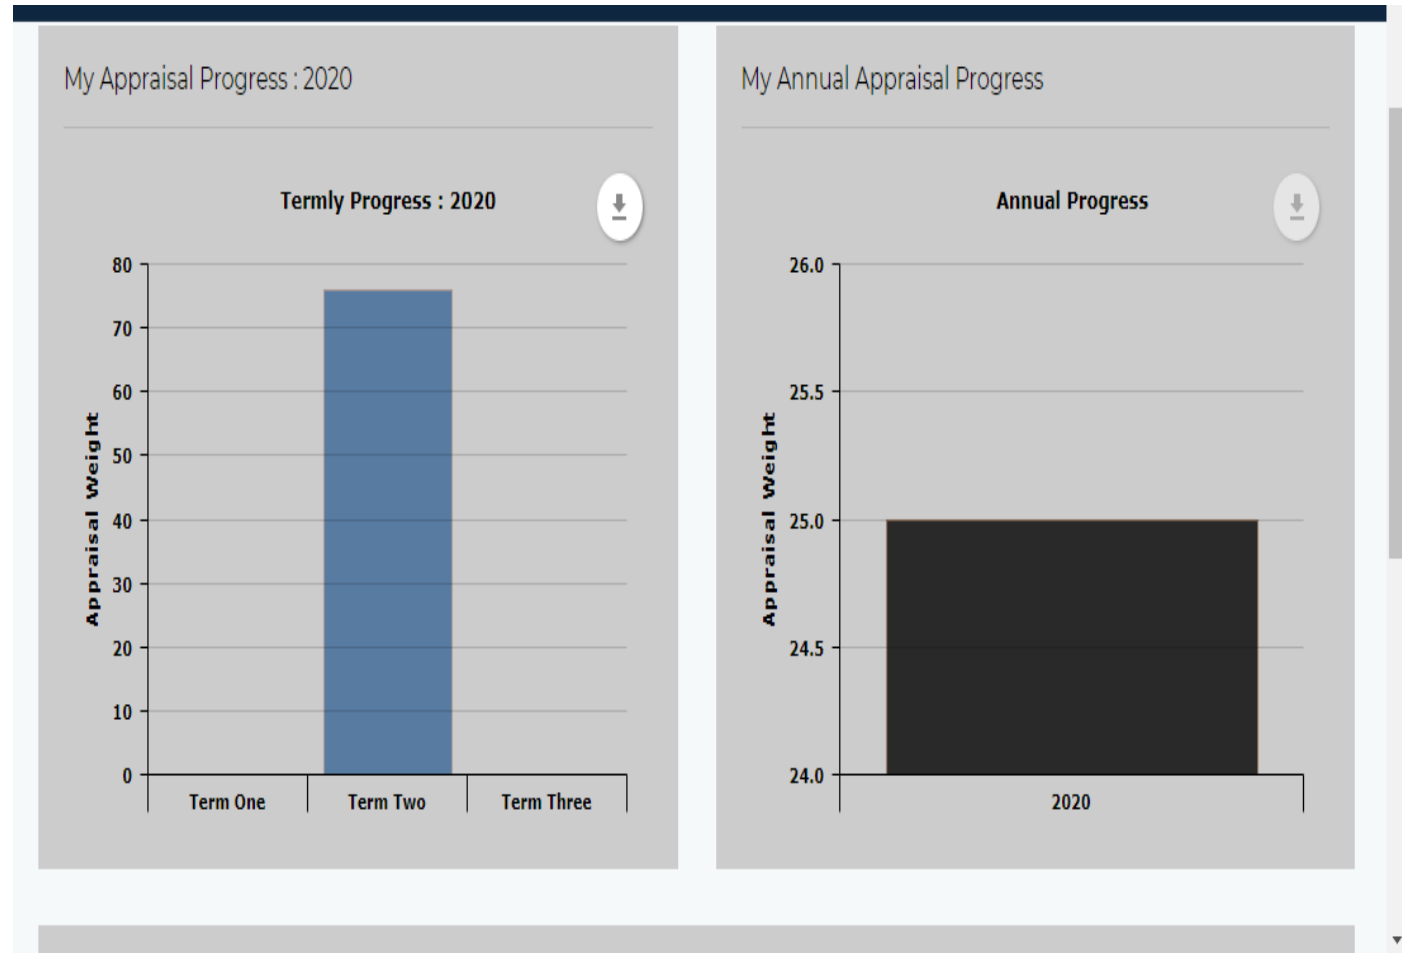 My Appraisal Progress : 2020
Termly Progress : 2020
80
70
60
50
40
30
20
10
0
Appraisal Weight
Term One
Term Two
Term Three
My Annual Appraisal Progress
Annual Progress
26.0
25.5
25.0
24.5
24.0
Appraisal Weight
2020